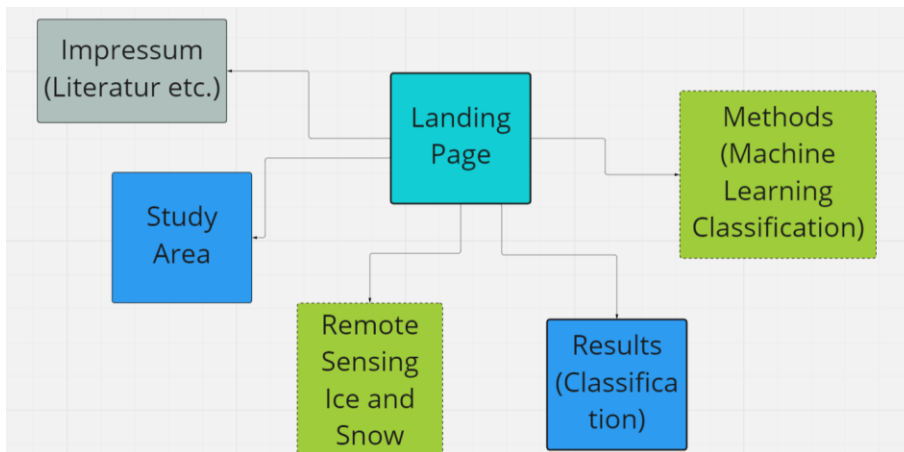 Impressum
(Literatur etc.)
Landing
Page
Methods
(Machine
Learning
Classification)
Study
Area
Remote
Sensing
Ice and
Snow
Results
(Classifica
tion)